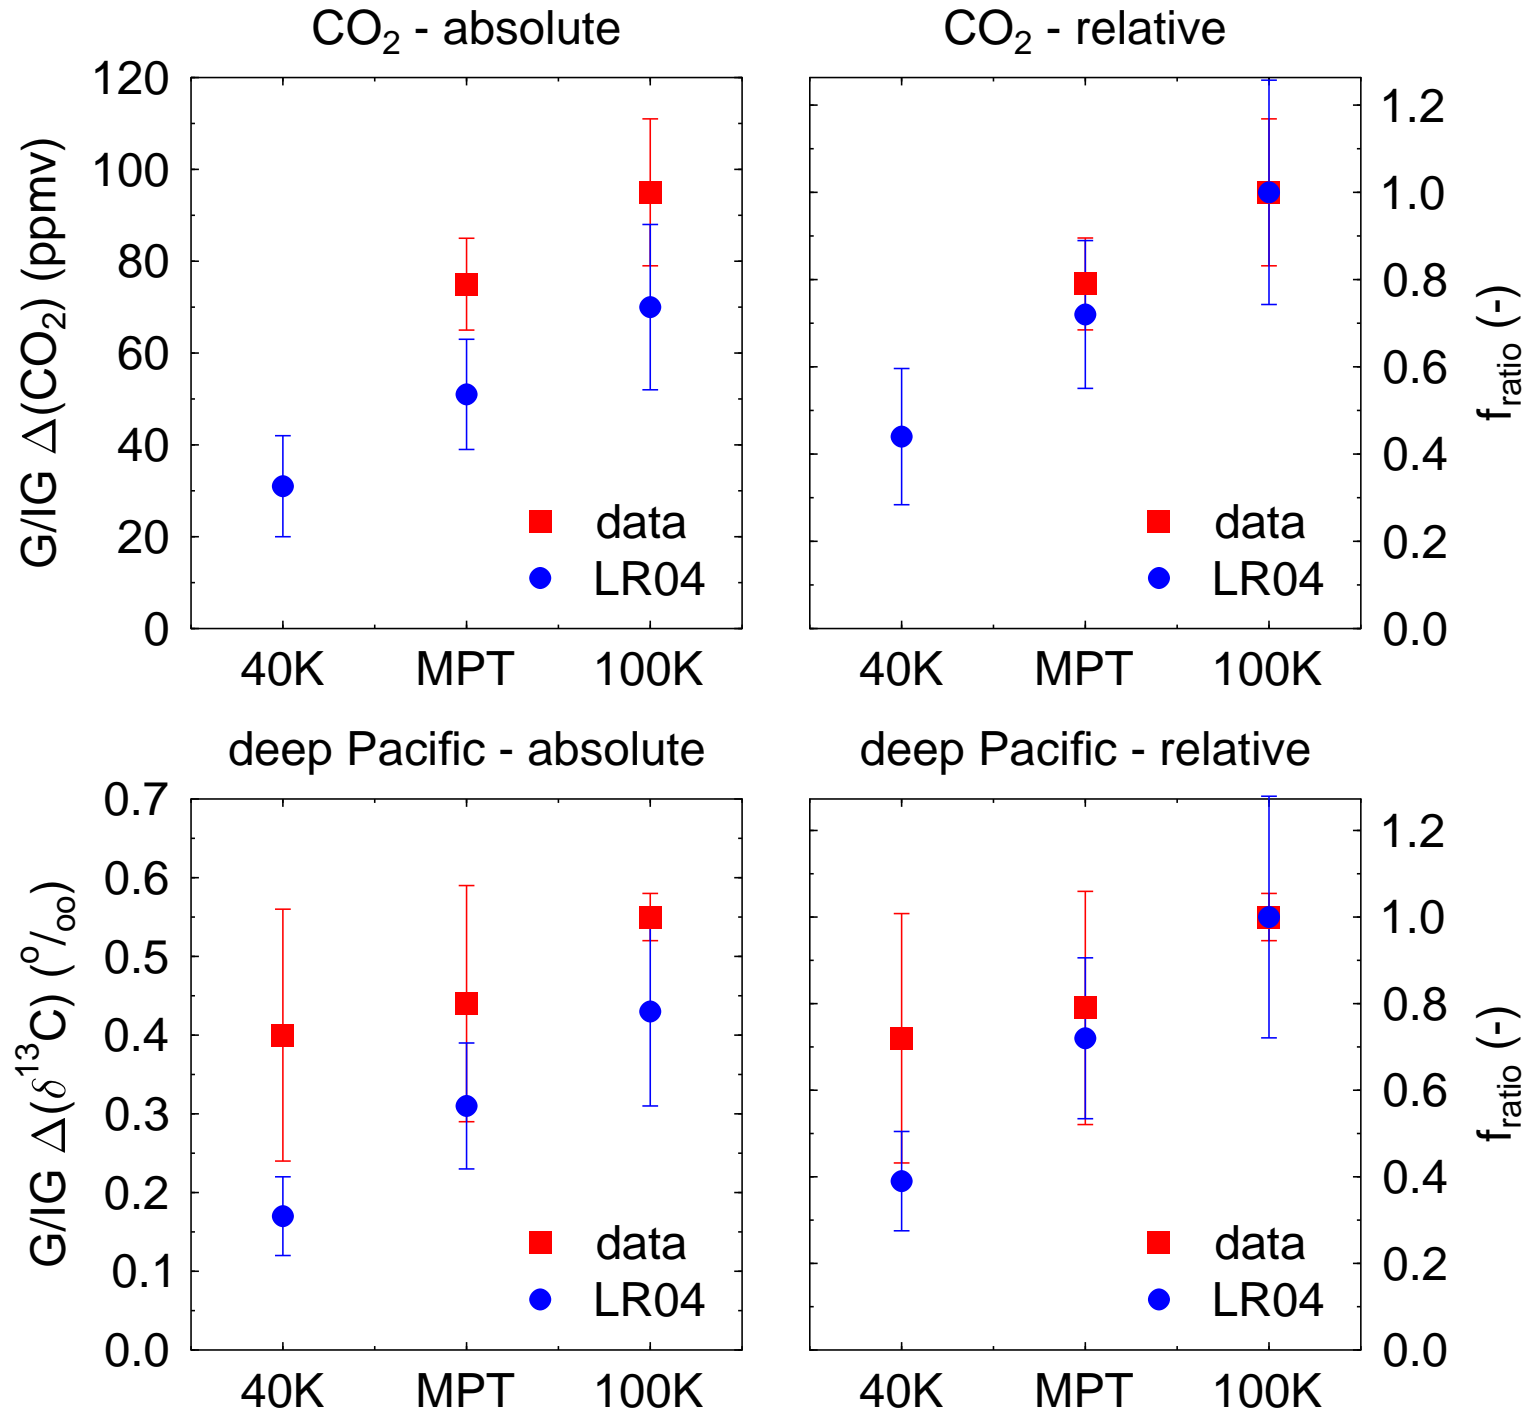 CO₂ - absolute
G/IG Δ(CO₂) (ppmv)
120
100
80
60
40
20
0
40K MPT 100K
data
LR04
CO₂ - relative
1.2
1.0
0.8
0.6
0.4
0.2
0.0
f_ratio (-)
40K MPT 100K
data
LR04
deep Pacific - absolute
G/IG Δ(δ¹³C) (°/₀₀)
0.7
0.6
0.5
0.4
0.3
0.2
0.1
0.0
40K MPT 100K
data
LR04
deep Pacific - relative
1.2
1.0
0.8
0.6
0.4
0.2
0.0
f_ratio (-)
40K MPT 100K
data
LR04